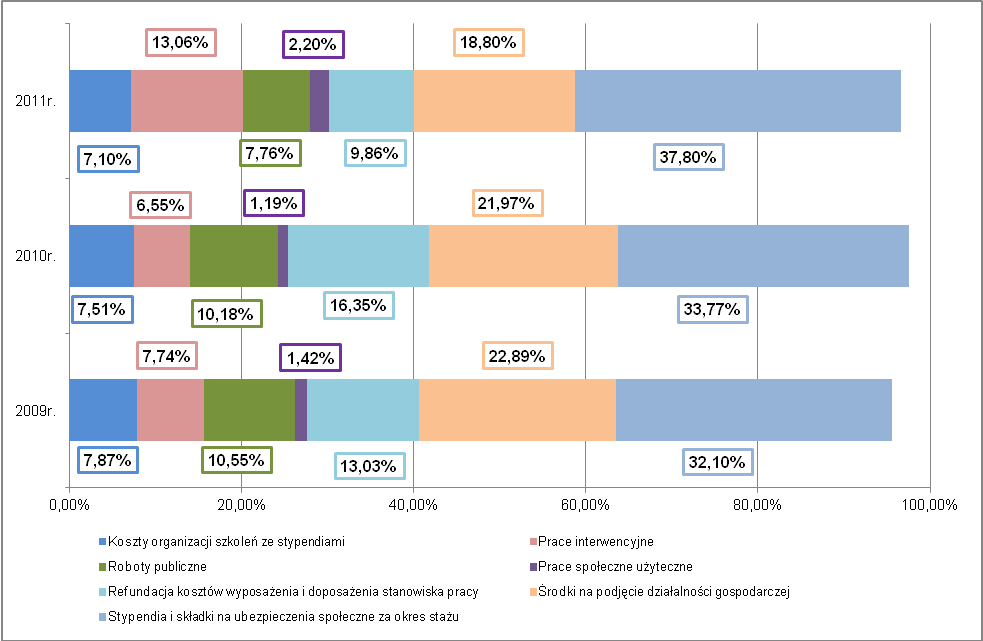 13,06%
2,20%
18,80%
2011r.
7,10%
7,76%
9,86%
37,80%
6,55%
1,19%
21,97%
2010r.
7,51%
10,18%
16,35%
33,77%
7,74%
1,42%
22,89%
2009r.
7,87%
10,55%
13,03%
32,10%
0,00% 20,00% 40,00% 60,00% 80,00% 100,00%
Koszty organizacji szkoleń ze stypendiami
Prace interwencyjne
Roboty publiczne
Prace społeczne użyteczne
Refundacja kosztów wyposażenia i doposażenia stanowiska pracy
Środki na podjęcie działalności gospodarczej
Stypendia i składki na ubezpieczenia społeczne za okres stażu